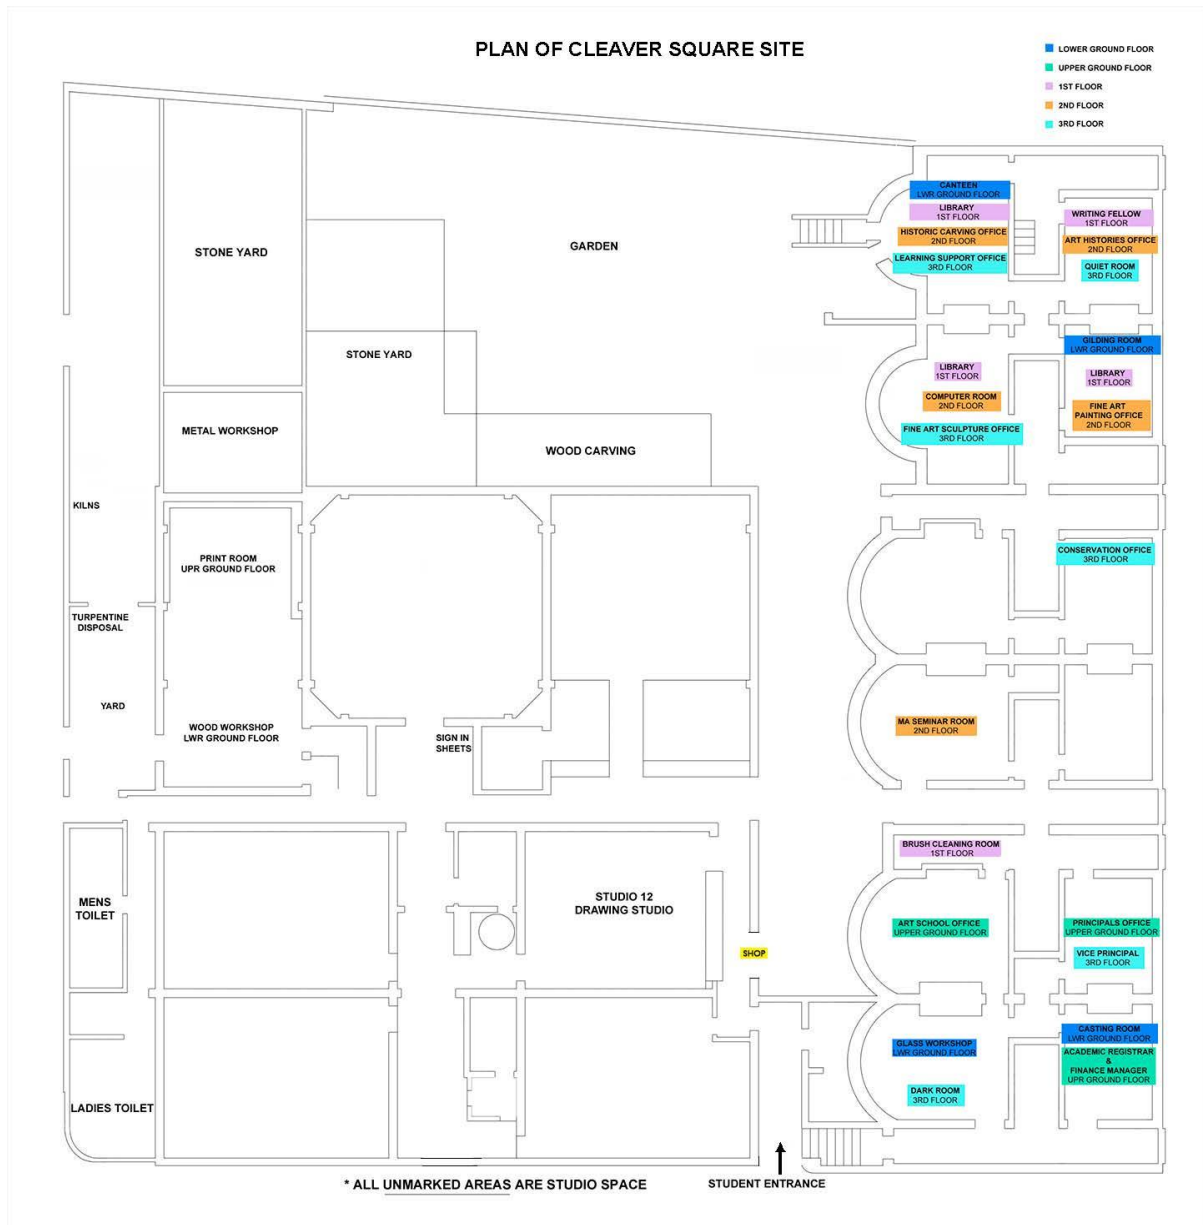 PLAN OF CLEAVER SQUARE SITE
LOWER GROUND FLOOR
UPPER GROUND FLOOR
1ST FLOOR
2ND FLOOR
3RD FLOOR
CANTEEN
LWR GROUND FLOOR
LIBRARY
1ST FLOOR
HISTORIC CARVING OFFICE
2ND FLOOR
LEARNING SUPPORT OFFICE
3RD FLOOR
WRITING FELLOW
1ST FLOOR
ART HISTORIES OFFICE
2ND FLOOR
QUIET ROOM
3RD FLOOR
STONE YARD
GARDEN
STONE YARD
GILDING ROOM
LWR GROUND FLOOR
LIBRARY
1ST FLOOR
COMPUTER ROOM
2ND FLOOR
FINE ART SCULPTURE OFFICE
3RD FLOOR
LIBRARY
1ST FLOOR
FINE ART
PAINTING OFFICE
2ND FLOOR
METAL WORKSHOP
WOOD CARVING
KILNS
PRINT ROOM
UPR GROUND FLOOR
CONSERVATION OFFICE
3RD FLOOR
TURPENTINE
DISPOSAL
YARD
WOOD WORKSHOP
LWR GROUND FLOOR
SIGN IN
SHEETS
MA SEMINAR ROOM
2ND FLOOR
BRUSH CLEANING ROOM
1ST FLOOR
MENS
TOILET
STUDIO 12
DRAWING STUDIO
SHOP
ART SCHOOL OFFICE
UPPER GROUND FLOOR
PRINCIPALS OFFICE
UPPER GROUND FLOOR
VICE PRINCIPAL
3RD FLOOR
GLASS WORKSHOP
LWR GROUND FLOOR
DARK ROOM
3RD FLOOR
CASTING ROOM
LWR GROUND FLOOR
ACADEMIC REGISTRAR
&
FINANCE MANAGER
UPR GROUND FLOOR
LADIES TOILET
* ALL UNMARKED AREAS ARE STUDIO SPACE
STUDENT ENTRANCE